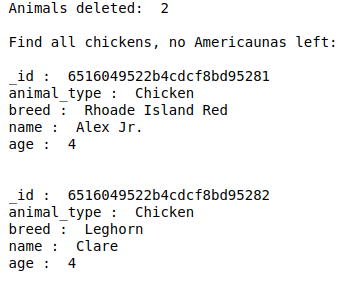 Animals deleted:  2
Find all chickens, no Americaunas left:
_id :  6516049522b4cdcf8bd95281
animal_type :  Chicken
breed :  Rhoade Island Red
name :  Alex Jr.
age :  4
_id :  6516049522b4cdcf8bd95282
animal_type :  Chicken
breed :  Leghorn
name :  Clare
age :  4